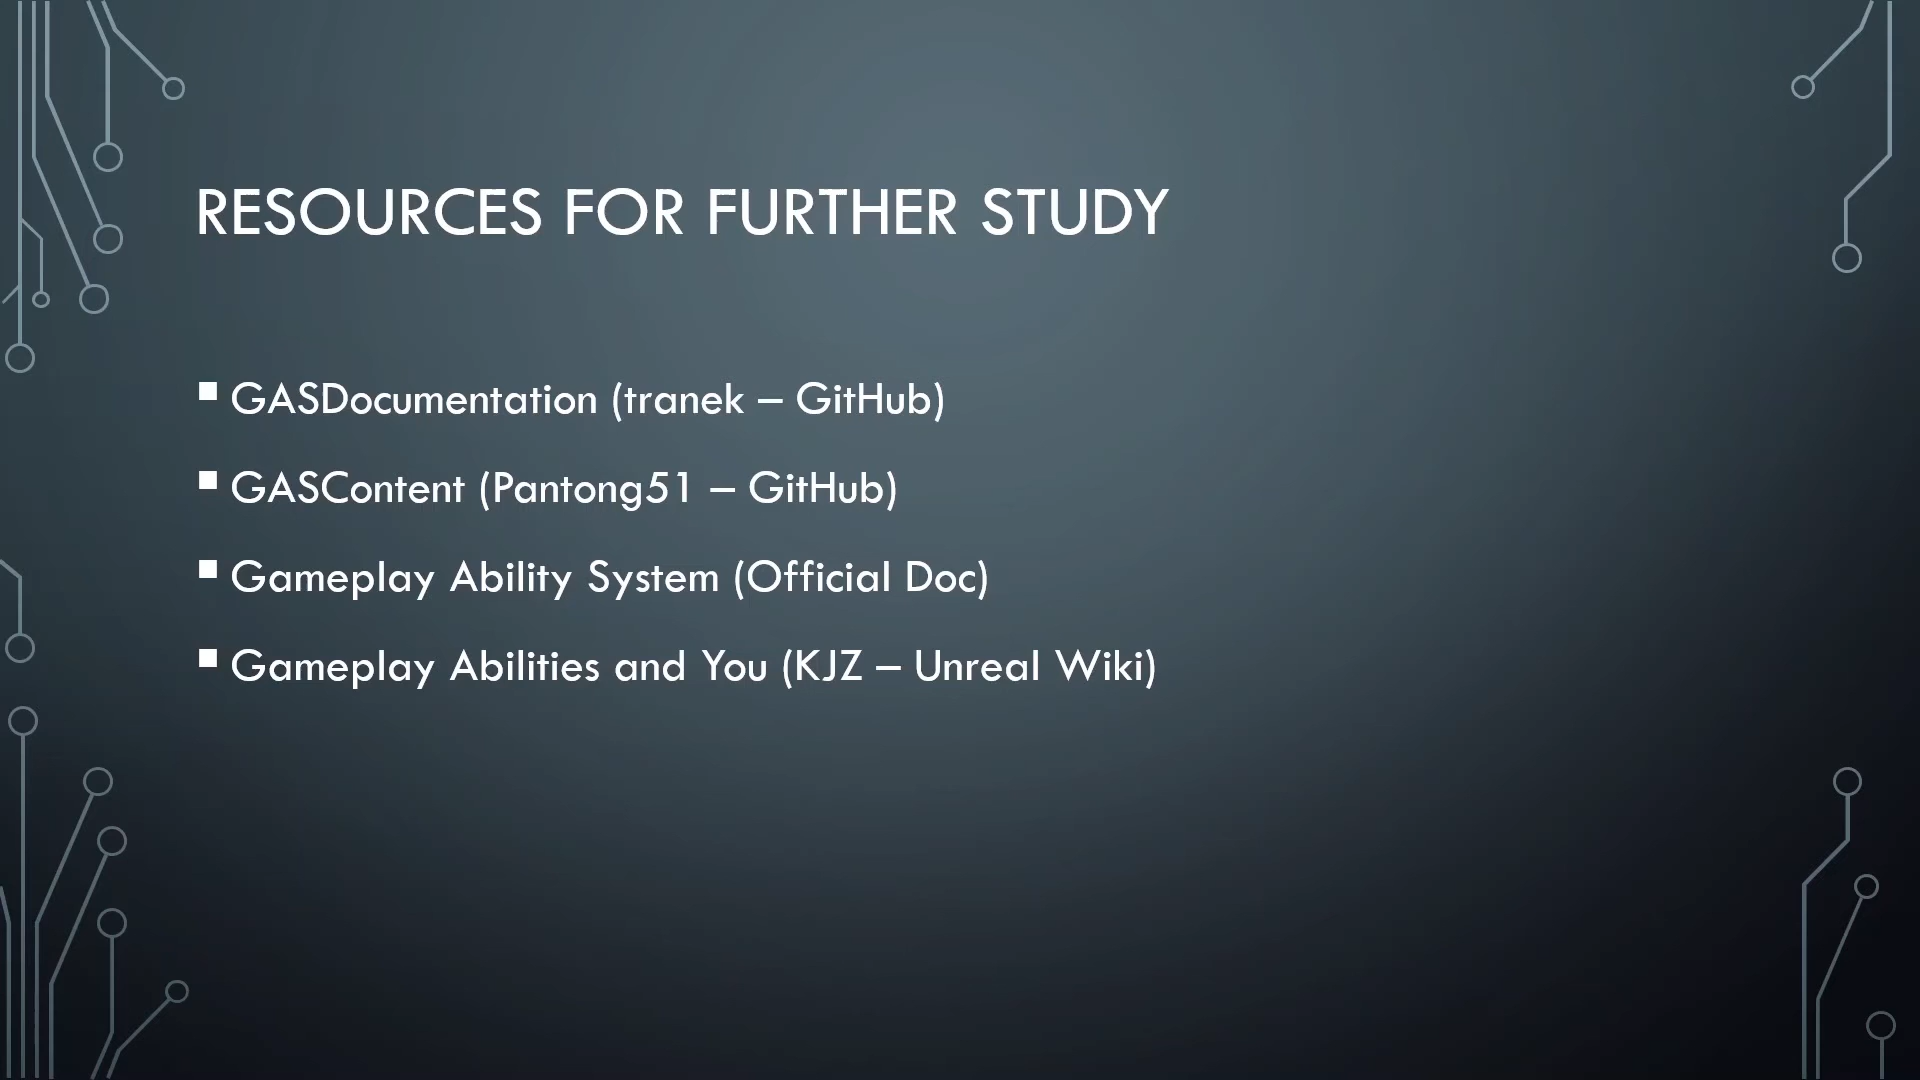 RESOURCES FOR FURTHER STUDY
GASDocumentation (tranek – GitHub)
GASContent (Pantong51 – GitHub)
Gameplay Ability System (Official Doc)
Gameplay Abilities and You (KJZ – Unreal Wiki)